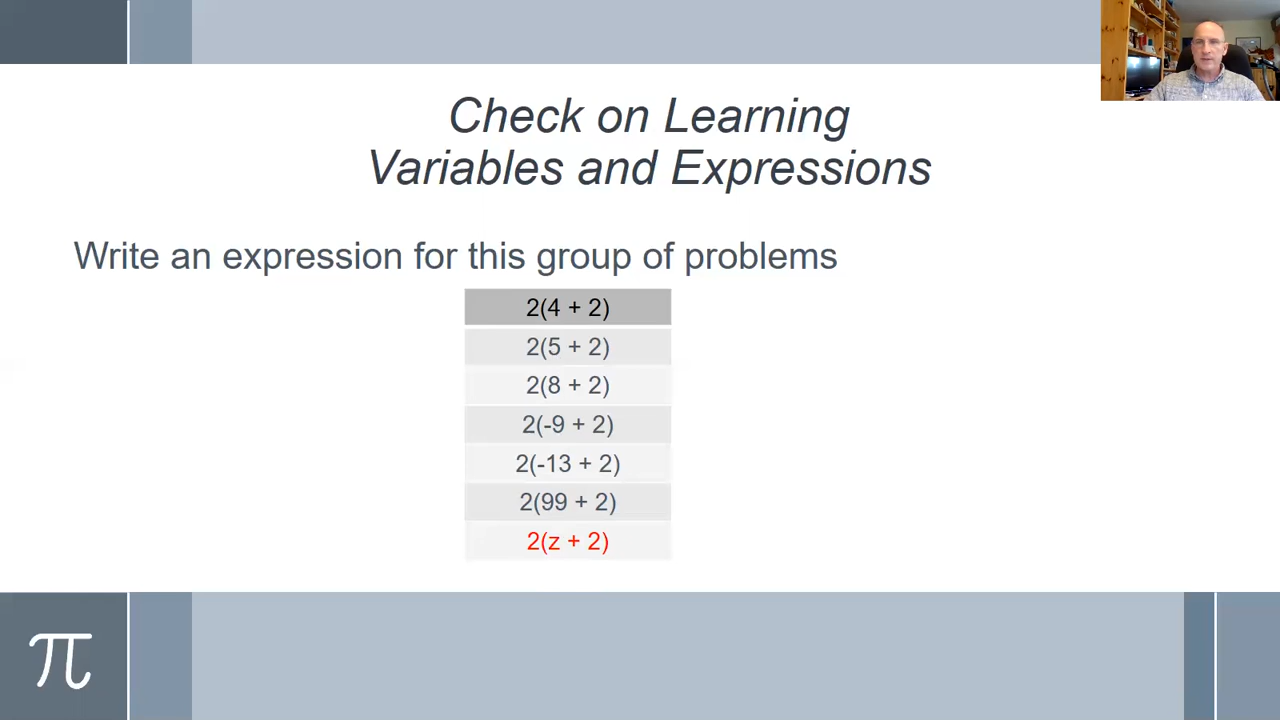 Check on Learning
Variables and Expressions
Write an expression for this group of problems
2(4 + 2)
2(5 + 2)
2(8 + 2)
2(-9 + 2)
2(-13 + 2)
2(99 + 2)
2(z + 2)
π